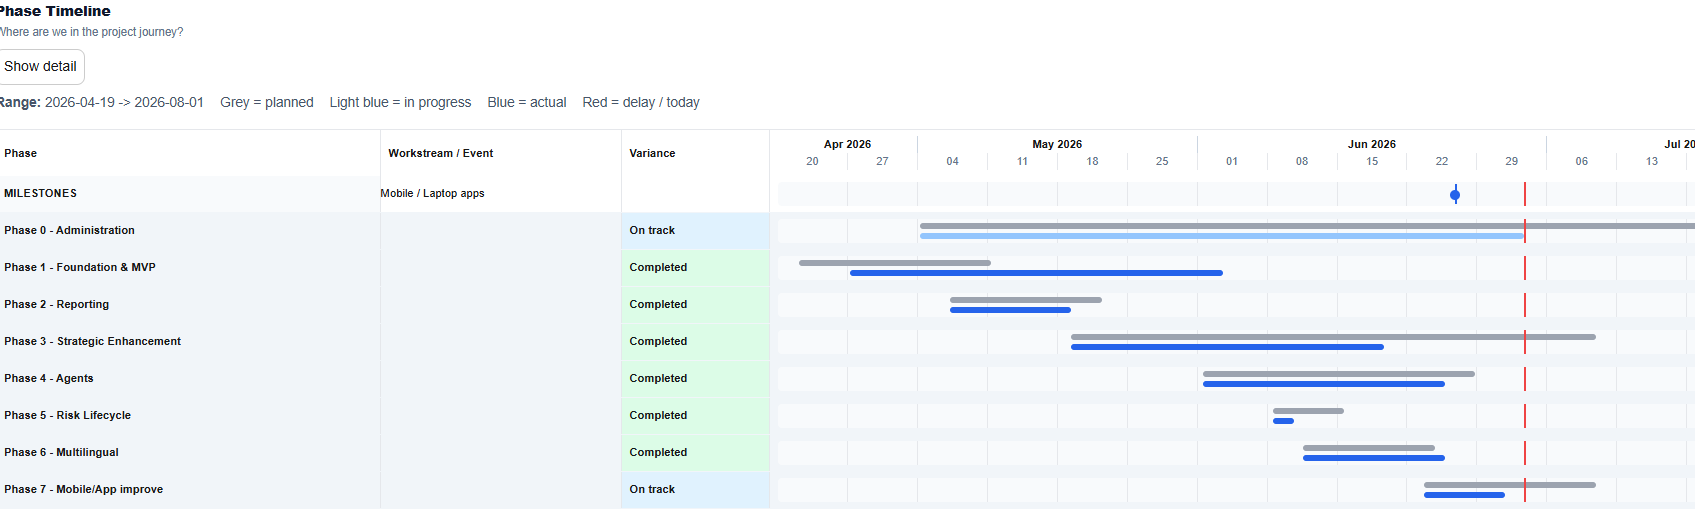 Phase Timeline
Where are we in the project journey?
Show detail
Range: 2026-04-19 -> 2026-08-01 Grey = planned Light blue = in progress Blue = actual Red = delay / today
Phase Workstream / Event Variance
Apr 2026 May 2026 Jun 2026 Jul 20
20 27 04 11 18 25 01 08 15 22 29 06 13
MILESTONES Mobile / Laptop apps
Phase 0 - Administration On track
Phase 1 - Foundation & MVP Completed
Phase 2 - Reporting Completed
Phase 3 - Strategic Enhancement Completed
Phase 4 - Agents Completed
Phase 5 - Risk Lifecycle Completed
Phase 6 - Multilingual Completed
Phase 7 - Mobile/App improve On track